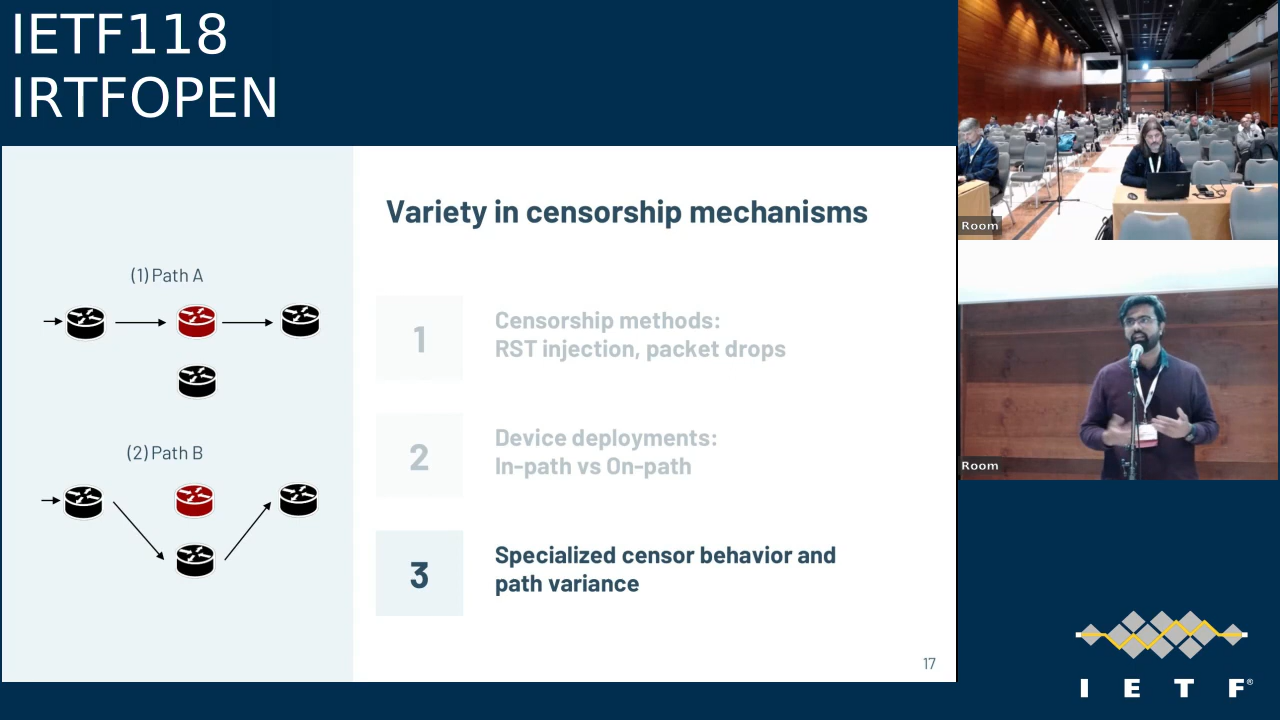 IETF118
IRTFOPEN
Variety in censorship mechanisms
(1) Path A
(2) Path B
1
Censorship methods:
RST injection, packet drops
2
Device deployments:
In-path vs On-path
3
Specialized censor behavior and
path variance
17
Room
Room
I E T F®